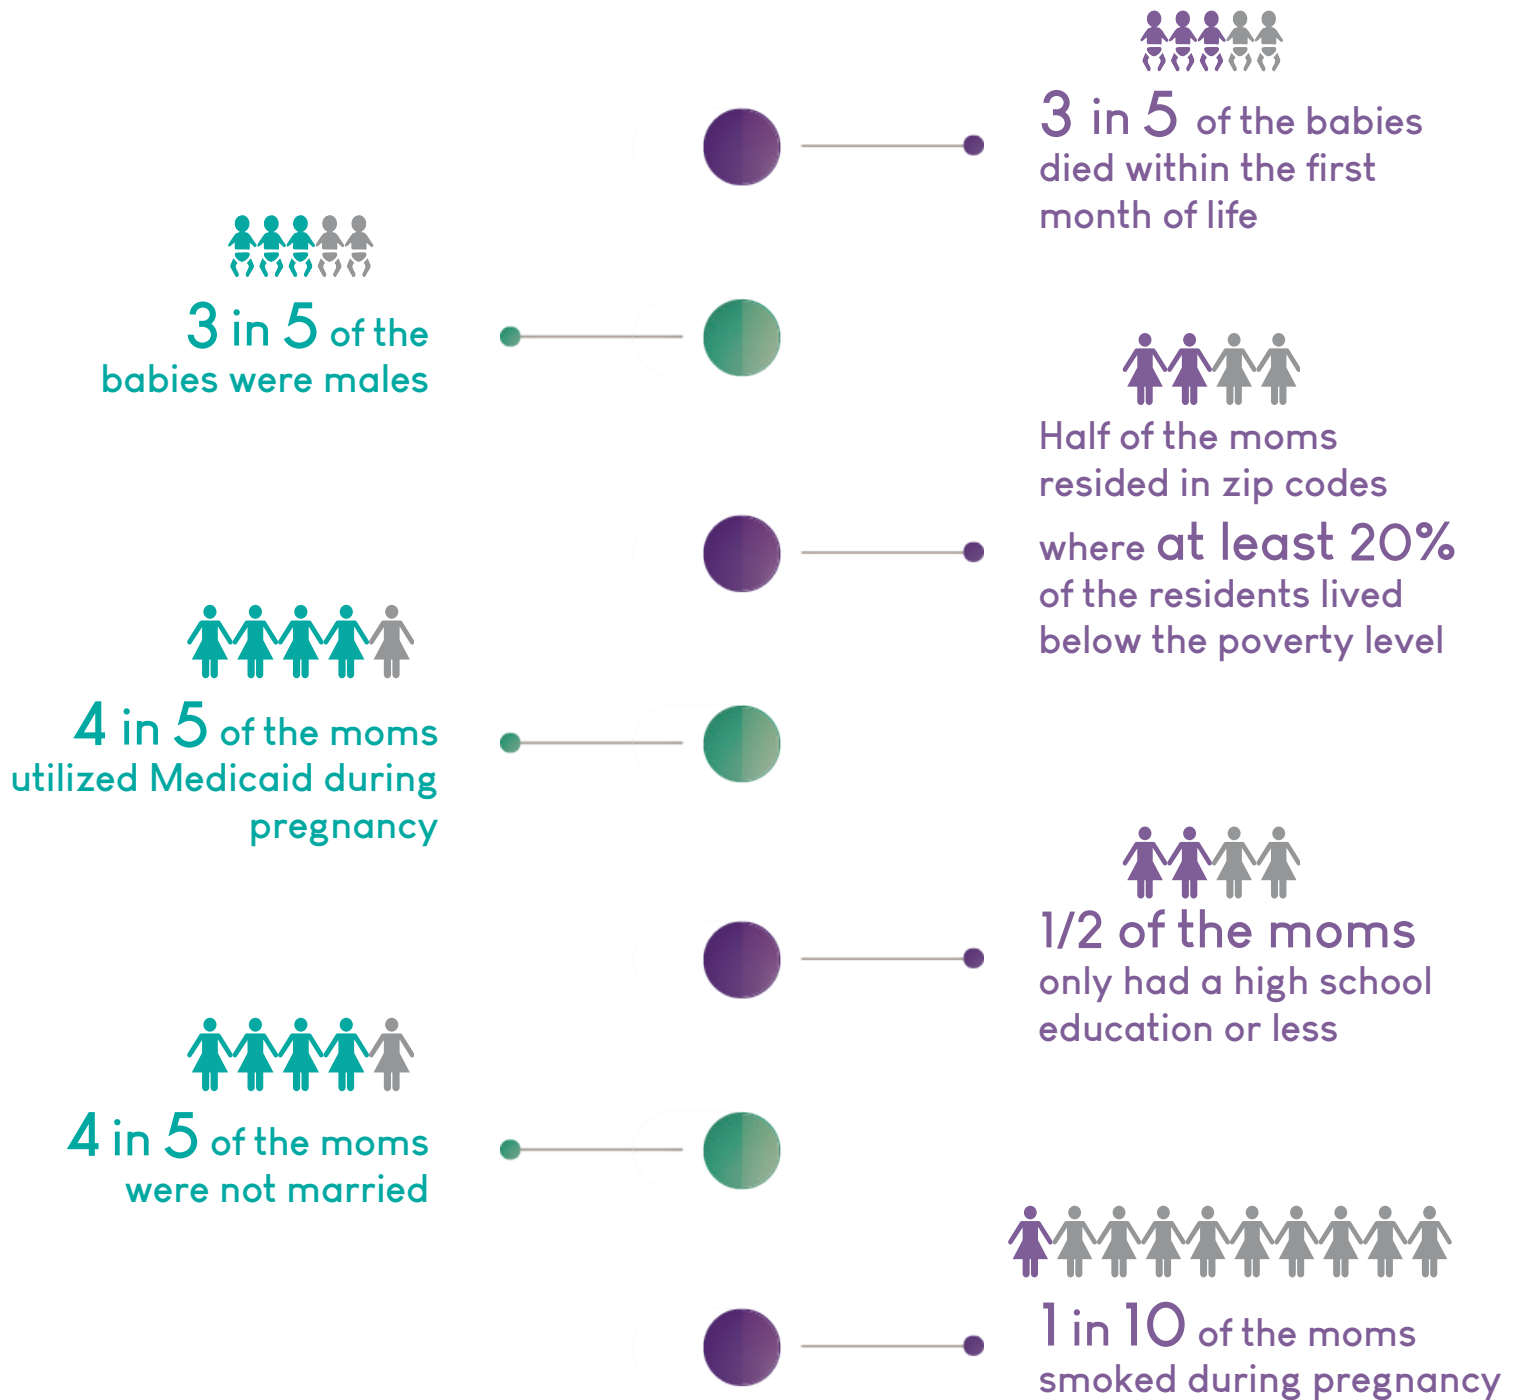 3 in 5 of the babies
died within the first
month of life
3 in 5 of the
babies were males
Half of the moms
resided in zip codes
where at least 20%
of the residents lived
below the poverty level
4 in 5 of the moms
utilized Medicaid during
pregnancy
1/2 of the moms
only had a high school
education or less
4 in 5 of the moms
were not married
1 in 10 of the moms
smoked during pregnancy